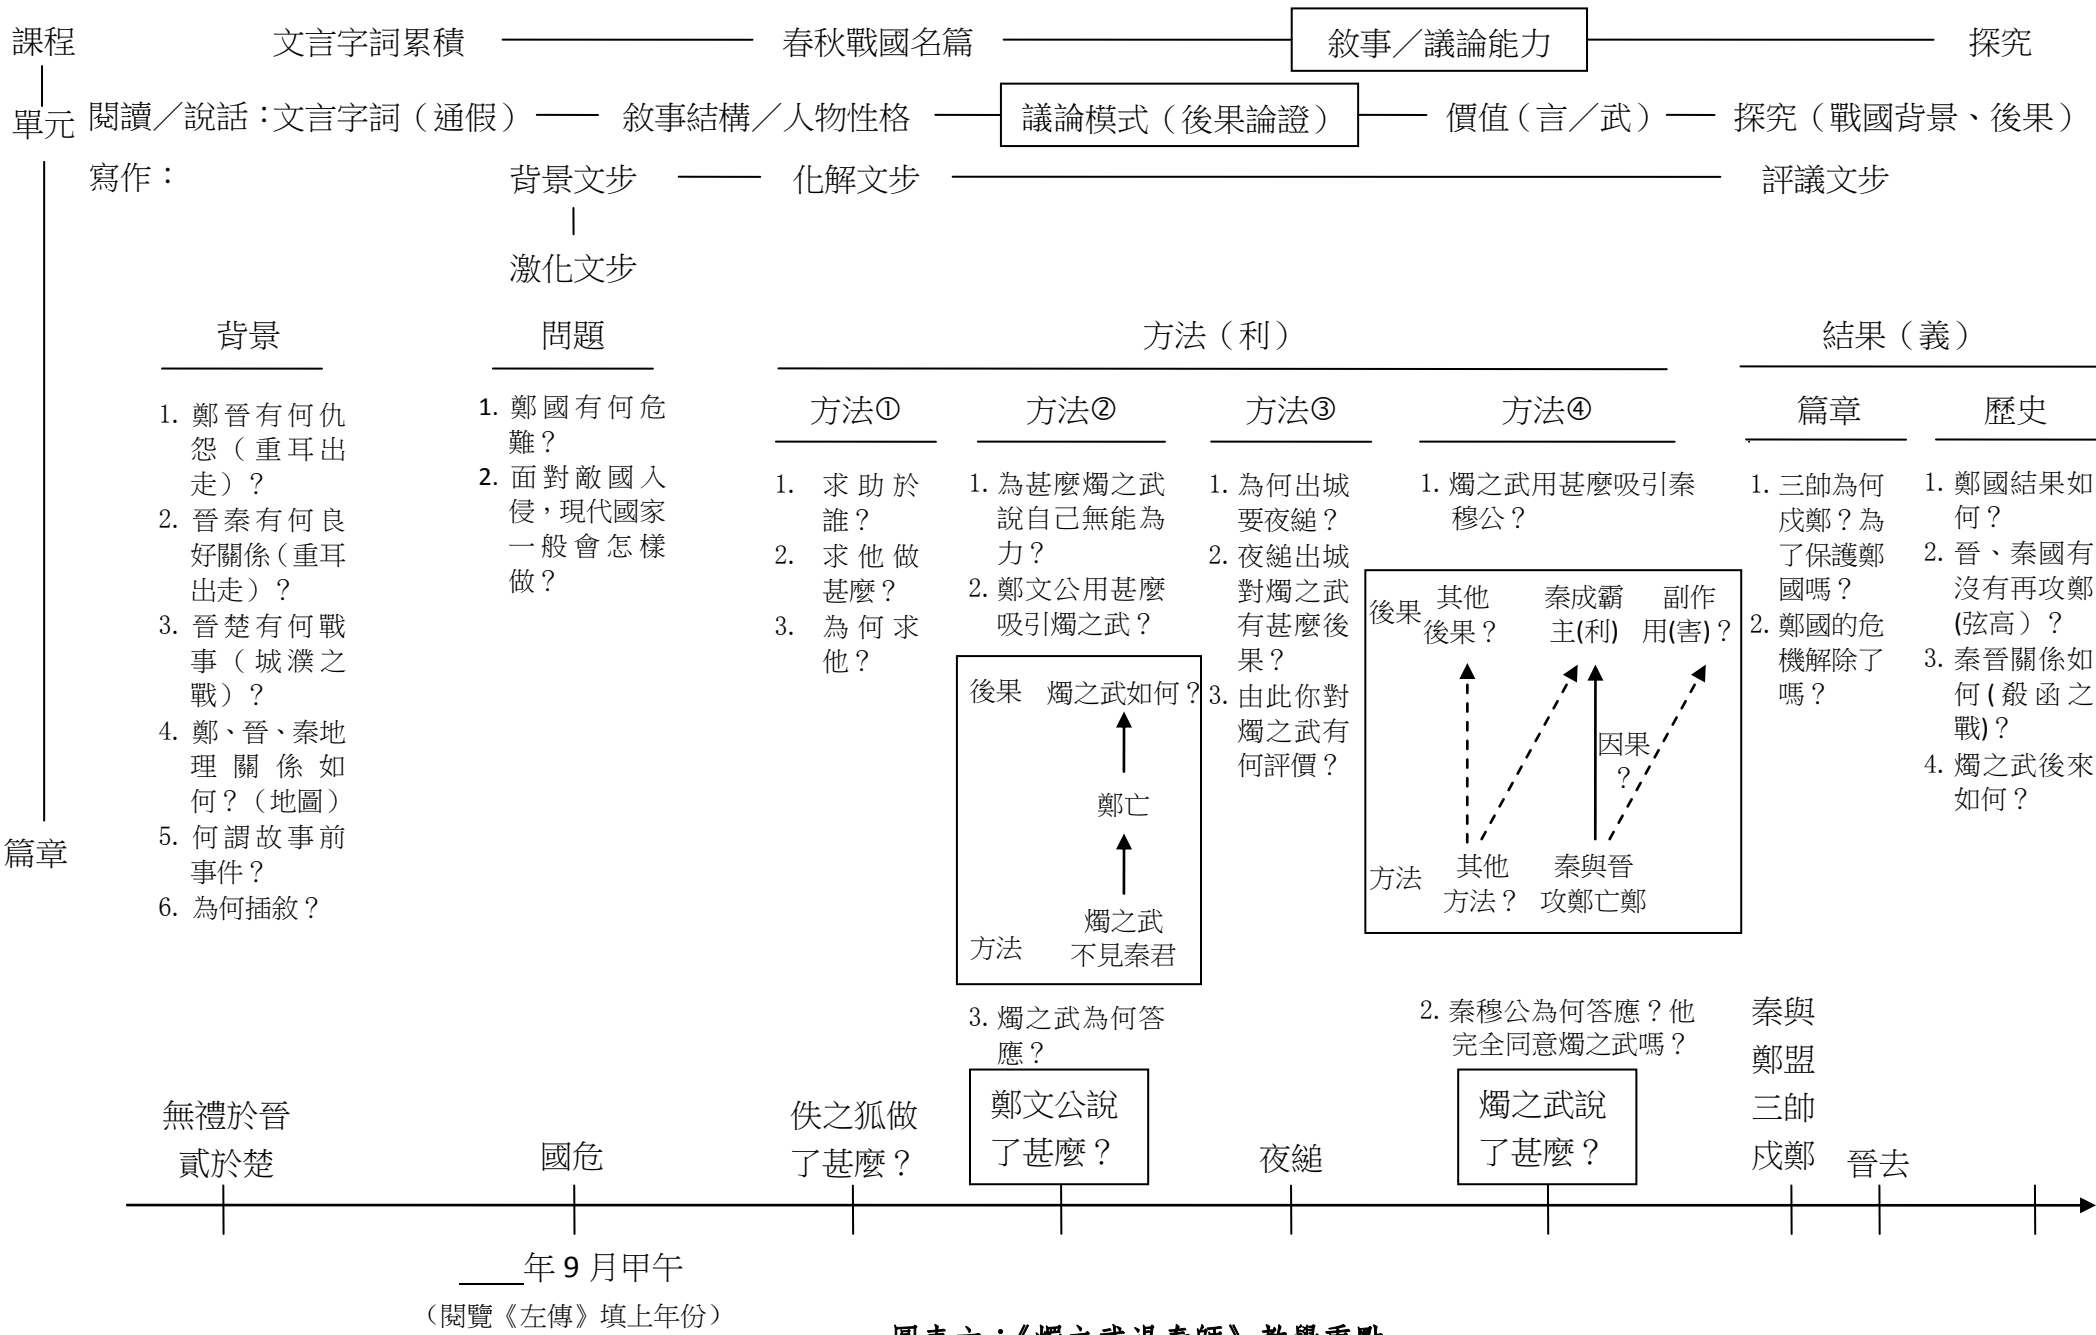 課程 文言字詞累積 春秋戰國名篇 敘事／議論能力 探究
單元 閱讀／說話：文言字詞（通假） 敘事結構／人物性格 議論模式（後果論證） 價值（言／武） 探究（戰國背景、後果）
寫作： 背景文步 化解文步 評議文步
激化文步
篇章
背景
1. 鄭晉有何仇
怨（重耳出
走）？
2. 晉秦有何良
好關係（重耳
出走）？
3. 晉楚有何戰
事（城濮之
戰）？
4. 鄭、晉、秦地
理關係如
何？（地圖）
5. 何謂故事前
事件？
6. 為何插敘？
問題
1. 鄭國有何危
難？
2. 面對敵國入
侵，現代國家
一般會怎樣
做？
方法（利）
方法①
1. 求助於
誰？
2. 求他做
甚麼？
3. 為何求
他？
方法②
1. 為甚麼燭之武
說自己無能為
力？
2. 鄭文公用甚麼
吸引燭之武？
後果 燭之武如何？
鄭亡
燭之武
方法 不見秦君
3. 燭之武為何答
應？
方法③
1. 為何出城
要夜縋？
2. 夜縋出城
對燭之武
有甚麼後
果？
3. 由此你對
燭之武有
何評價？
方法④
1. 燭之武用甚麼吸引秦
穆公？
後果 其他 秦成霸 副作
後果？ 主(利) 用(害)？
因果
？
方法 其他 秦與晉
方法？ 攻鄭亡鄭
2. 秦穆公為何答應？他
完全同意燭之武嗎？
結果（義）
篇章
1. 三帥為何
戍鄭？為
了保護鄭
國嗎？
2. 鄭國的危
機解除了
嗎？
歷史
1. 鄭國結果如
何？
2. 晉、秦國有
沒有再攻鄭
(弦高）？
3. 秦晉關係如
何(殽函之
戰)？
4. 燭之武後來
如何？
無禮於晉
貳於楚
國危
佚之狐做
了甚麼？
鄭文公說
了甚麼？
夜縋
燭之武說
了甚麼？
秦與
鄭盟
三帥
戍鄭
晉去
____年 9 月甲午
（閱覽《左傳》填上年份）